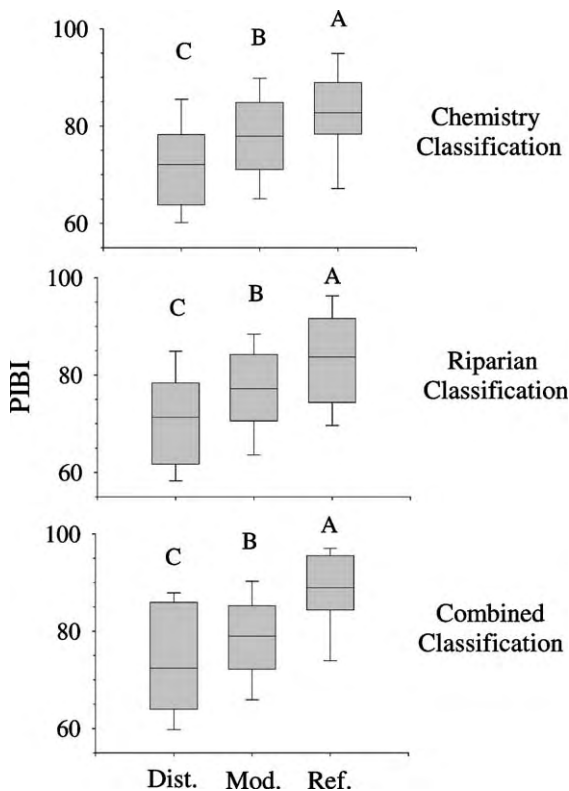 100
80
60
C
B
A
Chemistry
Classification
100
80
60
C
B
A
Riparian
Classification
PIBI
100
80
60
C
B
A
Combined
Classification
Dist.
Mod.
Ref.